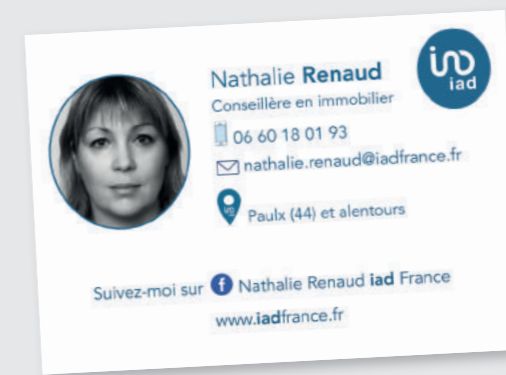 Nathalie Renaud
Conseillère en immobilier
06 60 18 01 93
nathalie.renaud@iadfrance.fr
Paulx (44) et alentours
iad
Suivez-moi sur f Nathalie Renaud iad France
www.iadfrance.fr